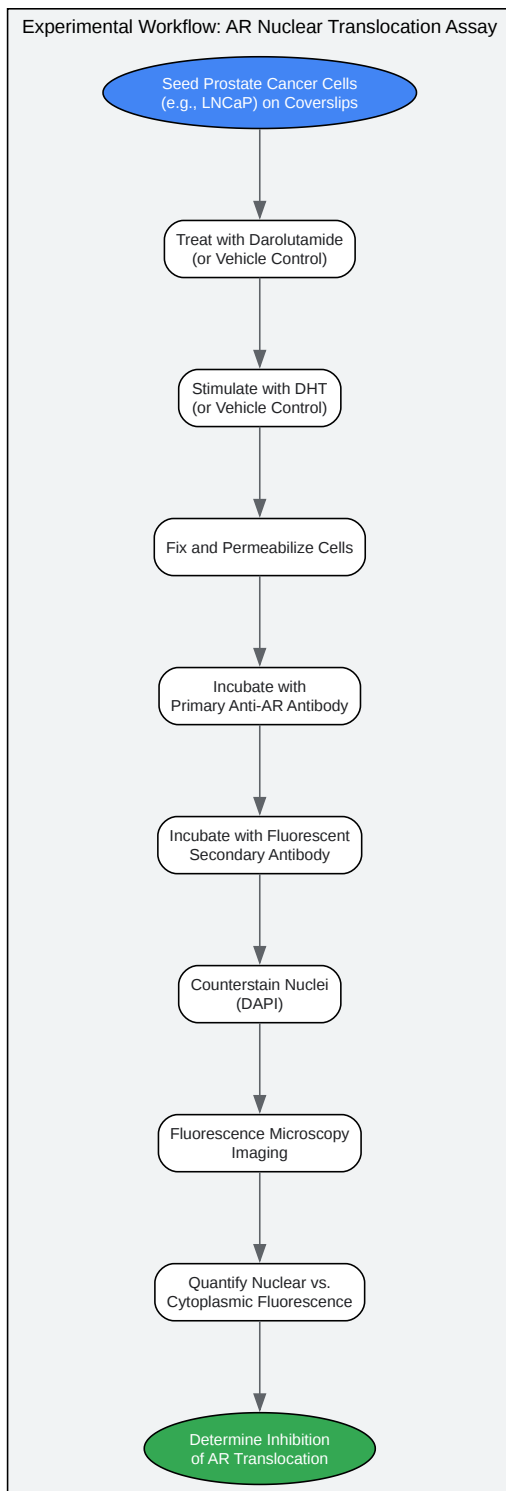 Experimental Workflow: AR Nuclear Translocation Assay
Seed Prostate Cancer Cells
(e.g., LNCaP) on Coverslips
Treat with Darolutamide
(or Vehicle Control)
Stimulate with DHT
(or Vehicle Control)
Fix and Permeabilize Cells
Incubate with
Primary Anti-AR Antibody
Incubate with Fluorescent
Secondary Antibody
Counterstain Nuclei
(DAPI)
Fluorescence Microscopy
Imaging
Quantify Nuclear vs.
Cytoplasmic Fluorescence
Determine Inhibition
of AR Translocation